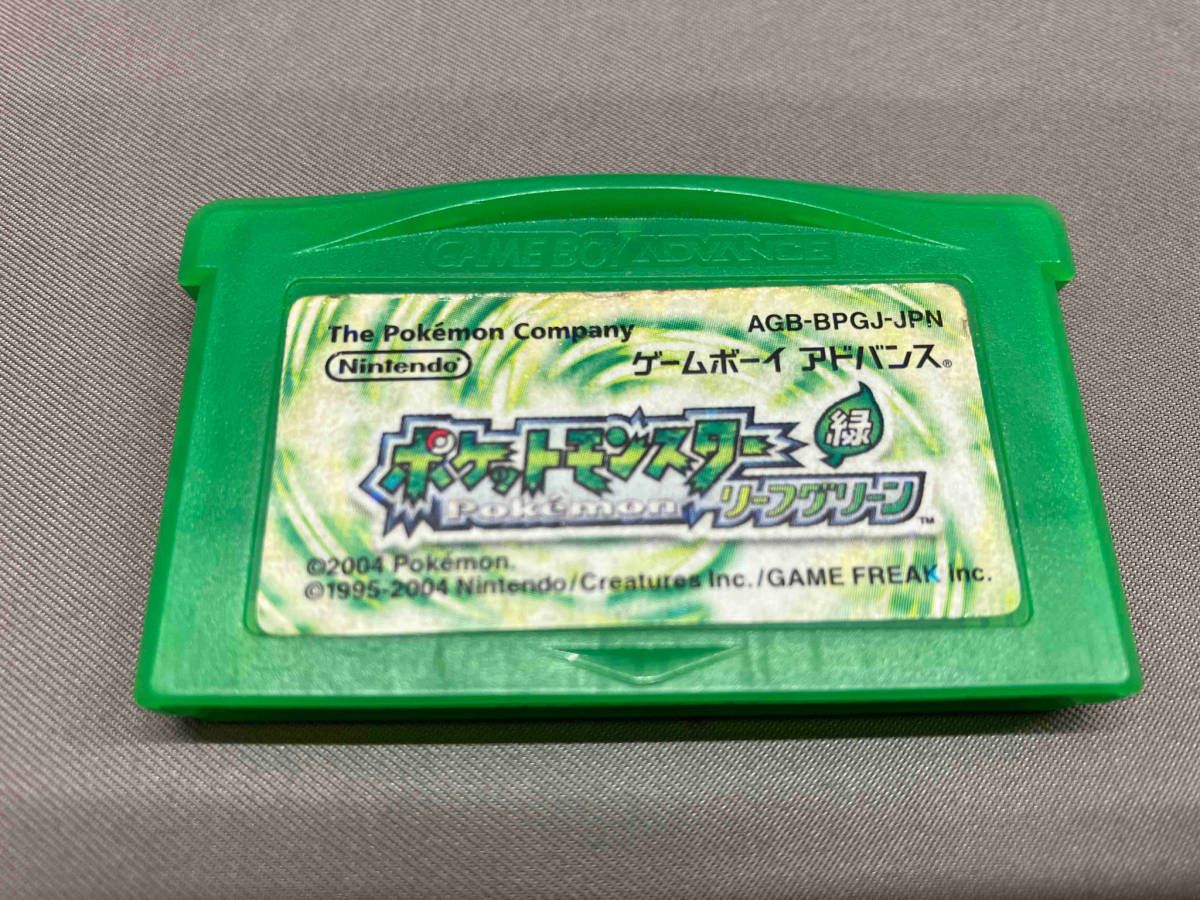 GAME BOY ADVANCE
The Pokémon Company
AGB-BPGJ-JPN
Nintendo®
ゲームボーイ アドバンス®
ポケットモンスター
緑
Pokémon
リーフグリーン™
©2004 Pokémon.
©1995-2004 Nintendo/Creatures Inc./GAME FREAK Inc.